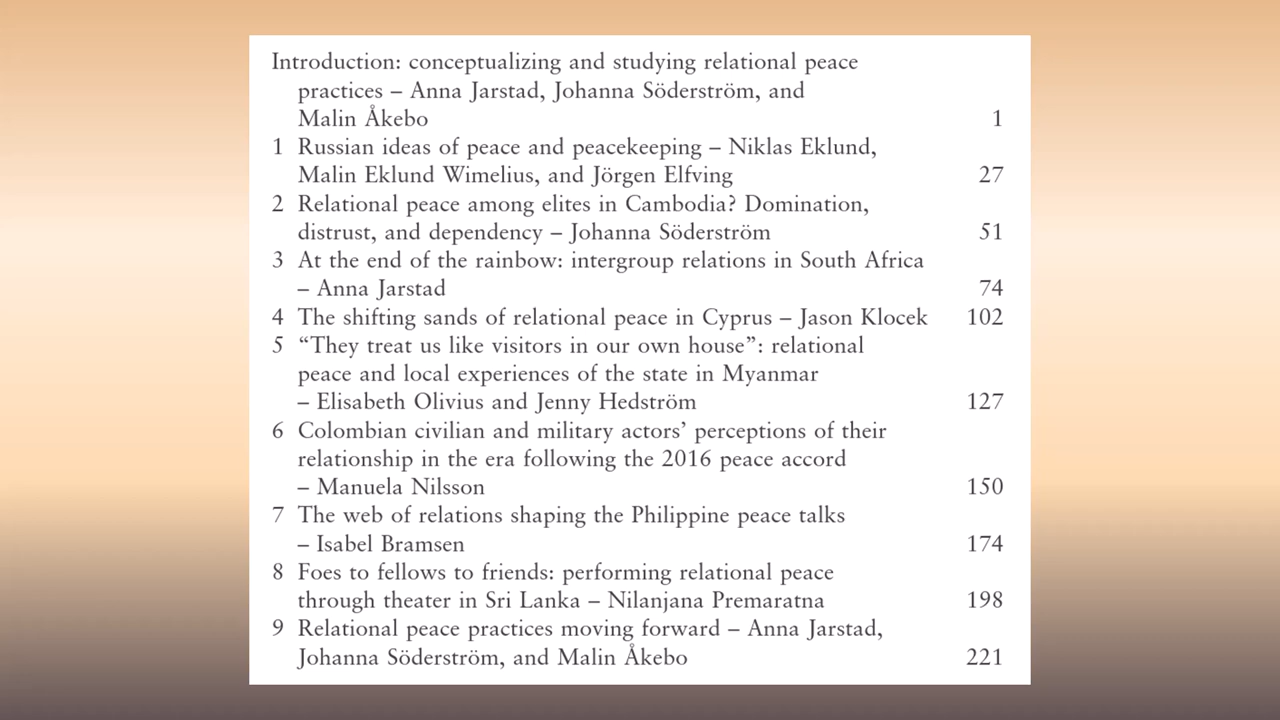 Introduction: conceptualizing and studying relational peace
practices – Anna Jarstad, Johanna Söderström, and
Malin Åkebo 1
1 Russian ideas of peace and peacekeeping – Niklas Eklund,
Malin Eklund Wimelius, and Jörgen Elfving 27
2 Relational peace among elites in Cambodia? Domination,
distrust, and dependency – Johanna Söderström 51
3 At the end of the rainbow: intergroup relations in South Africa
– Anna Jarstad 74
4 The shifting sands of relational peace in Cyprus – Jason Klocek 102
5 “They treat us like visitors in our own house”: relational
peace and local experiences of the state in Myanmar
– Elisabeth Olivius and Jenny Hedström 127
6 Colombian civilian and military actors’ perceptions of their
relationship in the era following the 2016 peace accord
– Manuela Nilsson 150
7 The web of relations shaping the Philippine peace talks
– Isabel Bramsen 174
8 Foes to fellows to friends: performing relational peace
through theater in Sri Lanka – Nilanjana Premaratna 198
9 Relational peace practices moving forward – Anna Jarstad,
Johanna Söderström, and Malin Åkebo 221